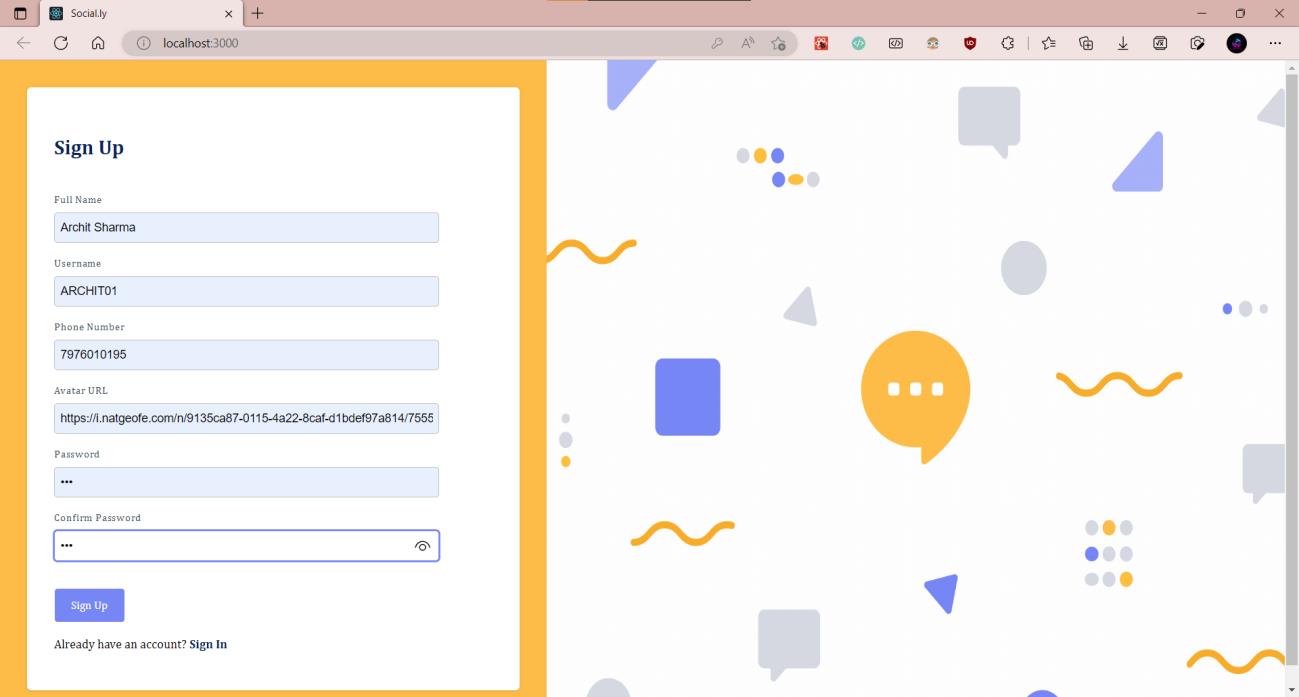 Social.ly
localhost:3000
Sign Up
Full Name
Archit Sharma
Username
ARCHIT01
Phone Number
7976010195
Avatar URL
https://i.natgeofe.com/n/9135ca87-0115-4a22-8caf-d1bdef97a814/7555
Password
•••
Confirm Password
•••
Sign Up
Already have an account? Sign In